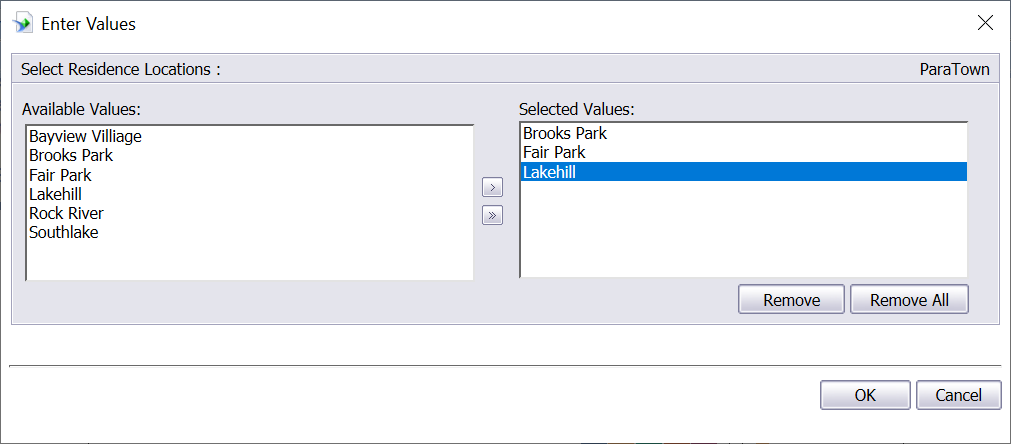 Enter Values
Select Residence Locations :
ParaTown
Available Values:
Bayview Villiage
Brooks Park
Fair Park
Lakehill
Rock River
Southlake
>
»
Selected Values:
Brooks Park
Fair Park
Lakehill
Remove
Remove All
OK
Cancel